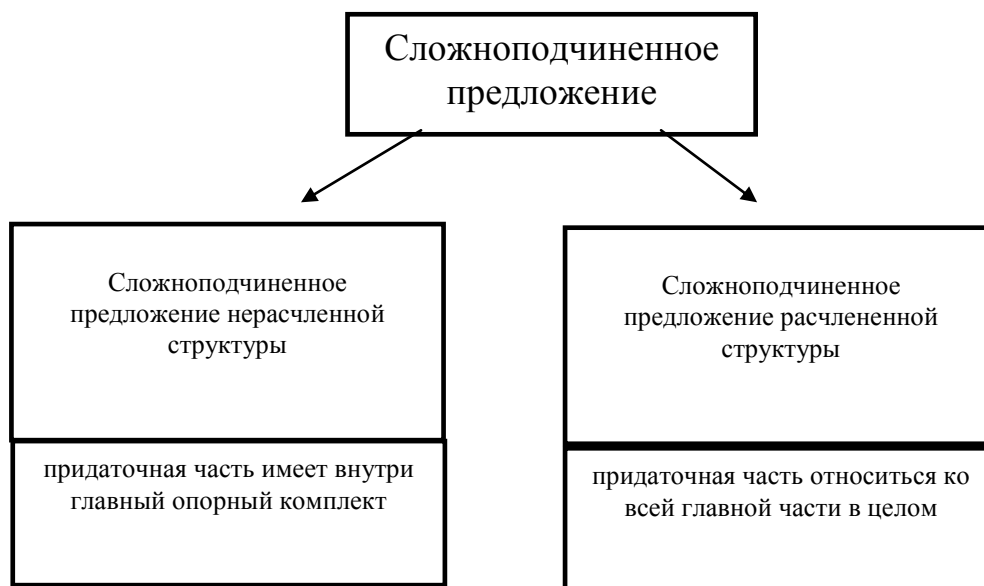 Сложноподчиненное
предложение
Сложноподчиненное
предложение нерасчленной
структуры
Сложноподчиненное
предложение расчлененной
структуры
придаточная часть имеет внутри
главный опорный комплект
придаточная часть относиться ко
всей главной части в целом